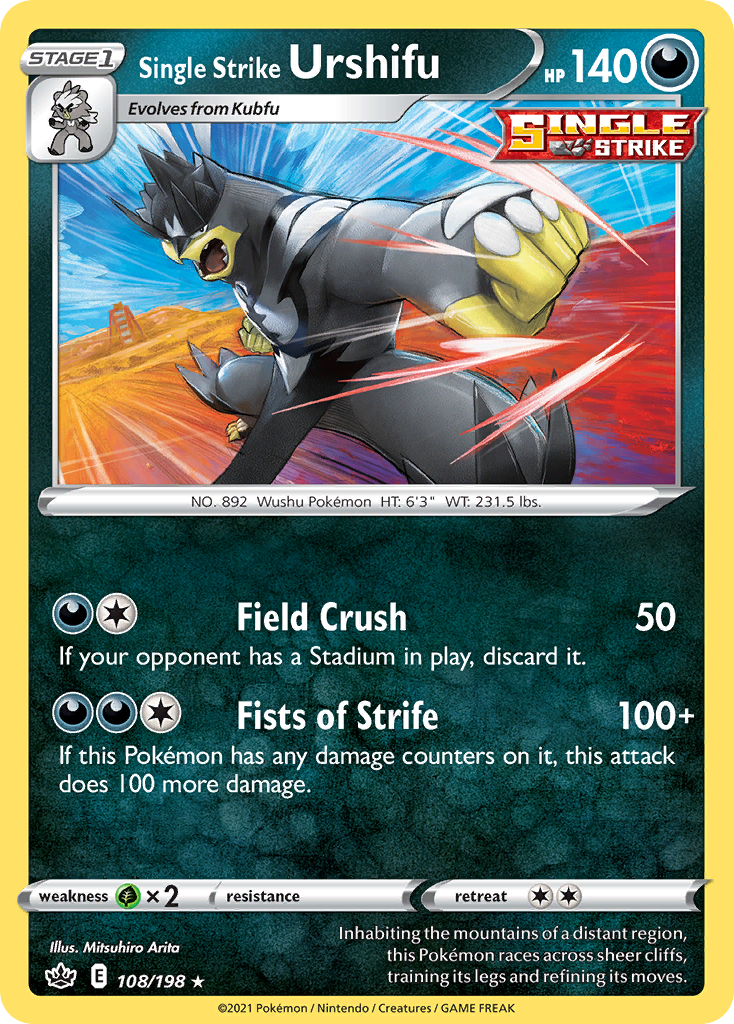 STAGE1
Single Strike Urshifu
HP 140
Evolves from Kubfu
SINGLE
STRIKE
NO. 892 Wushu Pokémon HT: 6'3" WT: 231.5 lbs.
Field Crush 50
If your opponent has a Stadium in play, discard it.
Fists of Strife 100+
If this Pokémon has any damage counters on it, this attack
does 100 more damage.
weakness ×2 resistance retreat
Illus. Mitsuhiro Arita
Inhabiting the mountains of a distant region,
this Pokémon races across sheer cliffs,
training its legs and refining its moves.
E 108/198 ★
©2021 Pokémon / Nintendo / Creatures / GAME FREAK